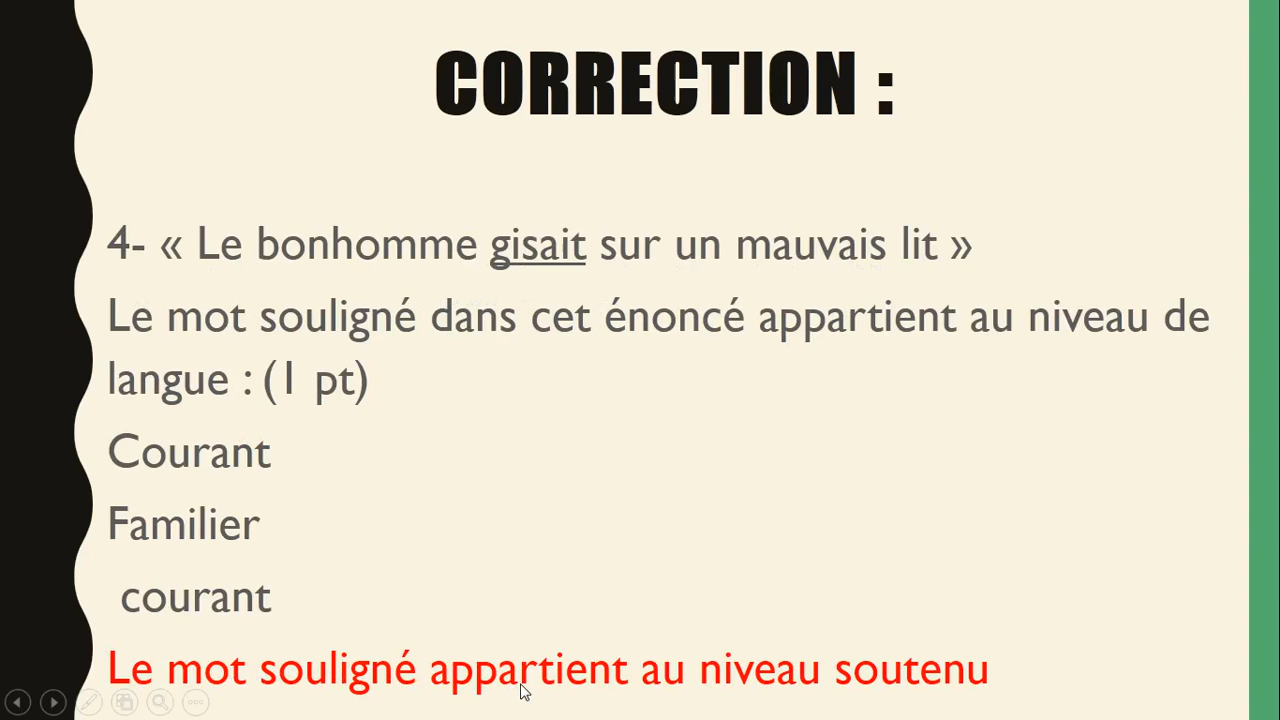 CORRECTION :
4- « Le bonhomme gisait sur un mauvais lit »
Le mot souligné dans cet énoncé appartient au niveau de
langue : (1 pt)
Courant
Familier
courant
Le mot souligné appartient au niveau soutenu